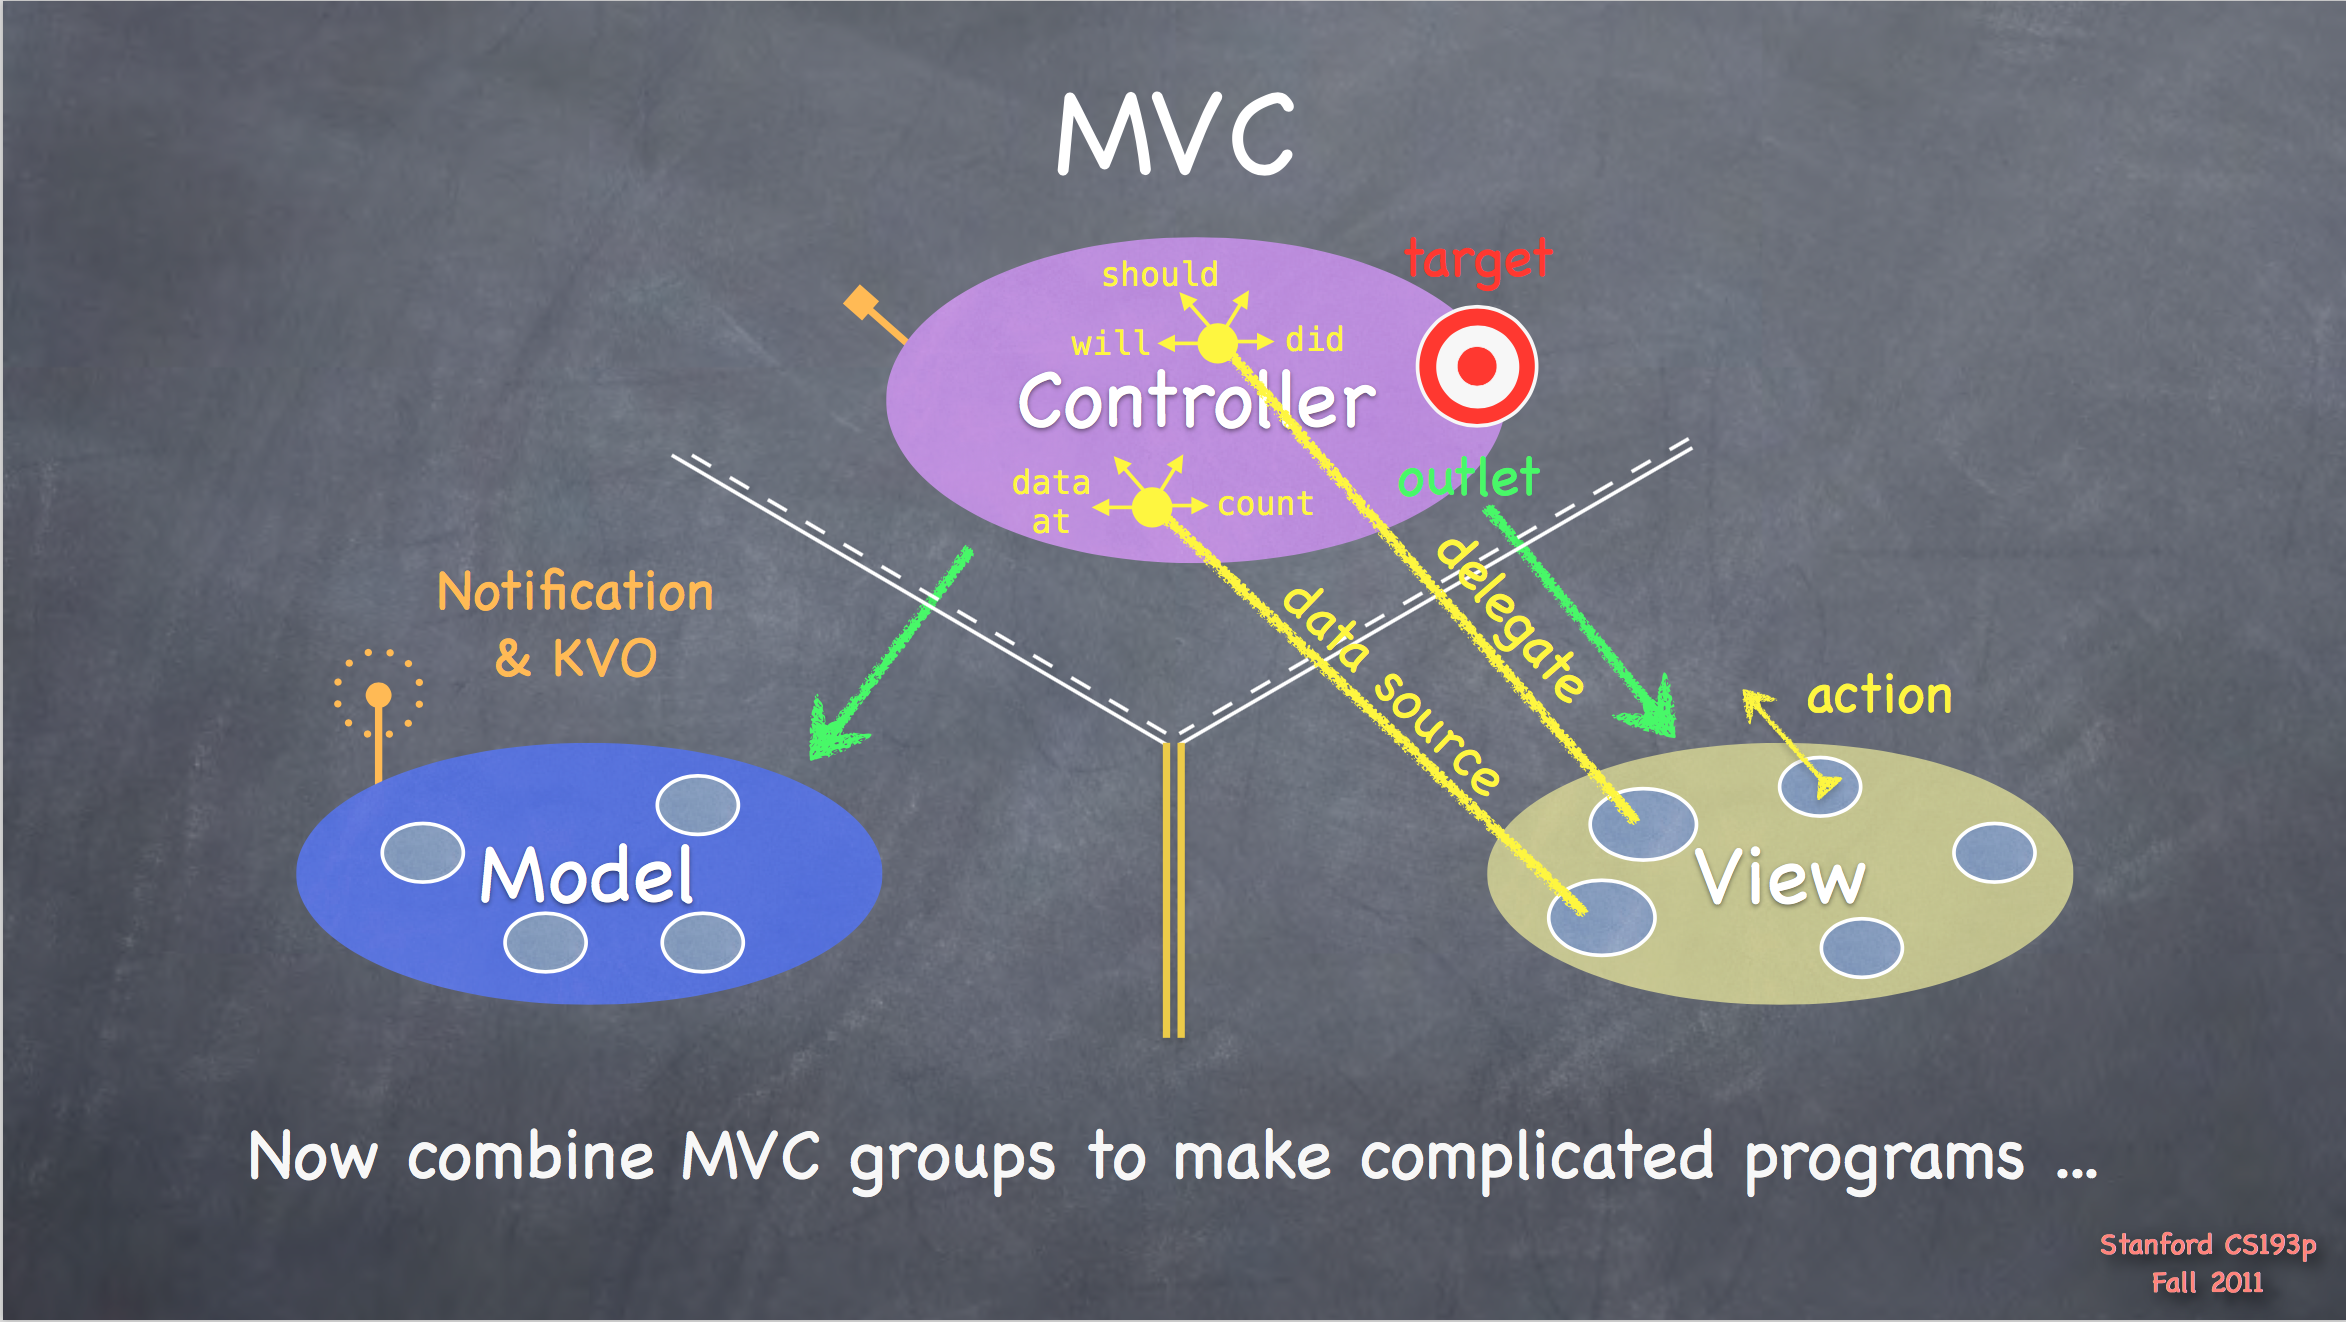 MVC
target
should
will
did
Controller
data
at
count
outlet
Notification
& KVO
delegate
data source
action
Model
View
Now combine MVC groups to make complicated programs ...
Stanford CS193p
Fall 2011